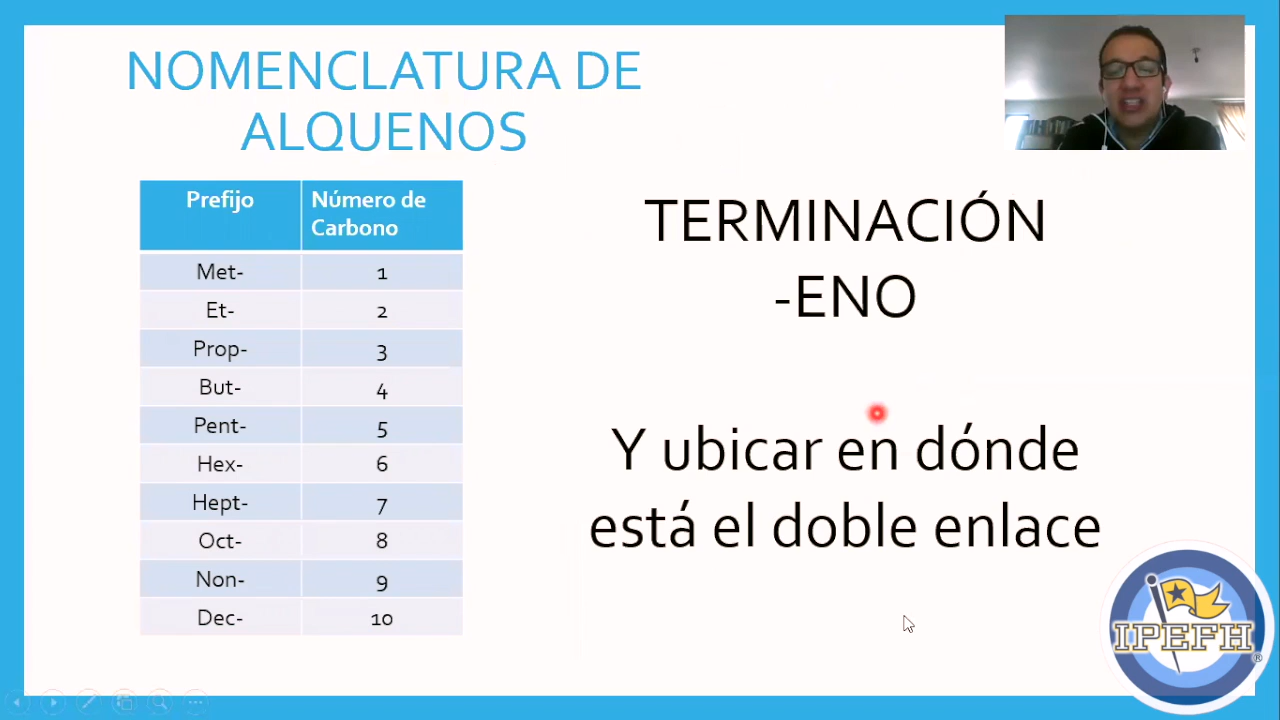 NOMENCLATURA DE
ALQUENOS
Prefijo
Número de
Carbono
Met- 1
Et- 2
Prop- 3
But- 4
Pent- 5
Hex- 6
Hept- 7
Oct- 8
Non- 9
Dec- 10
TERMINACIÓN
-ENO
Y ubicar en dónde
está el doble enlace
IPEFH®